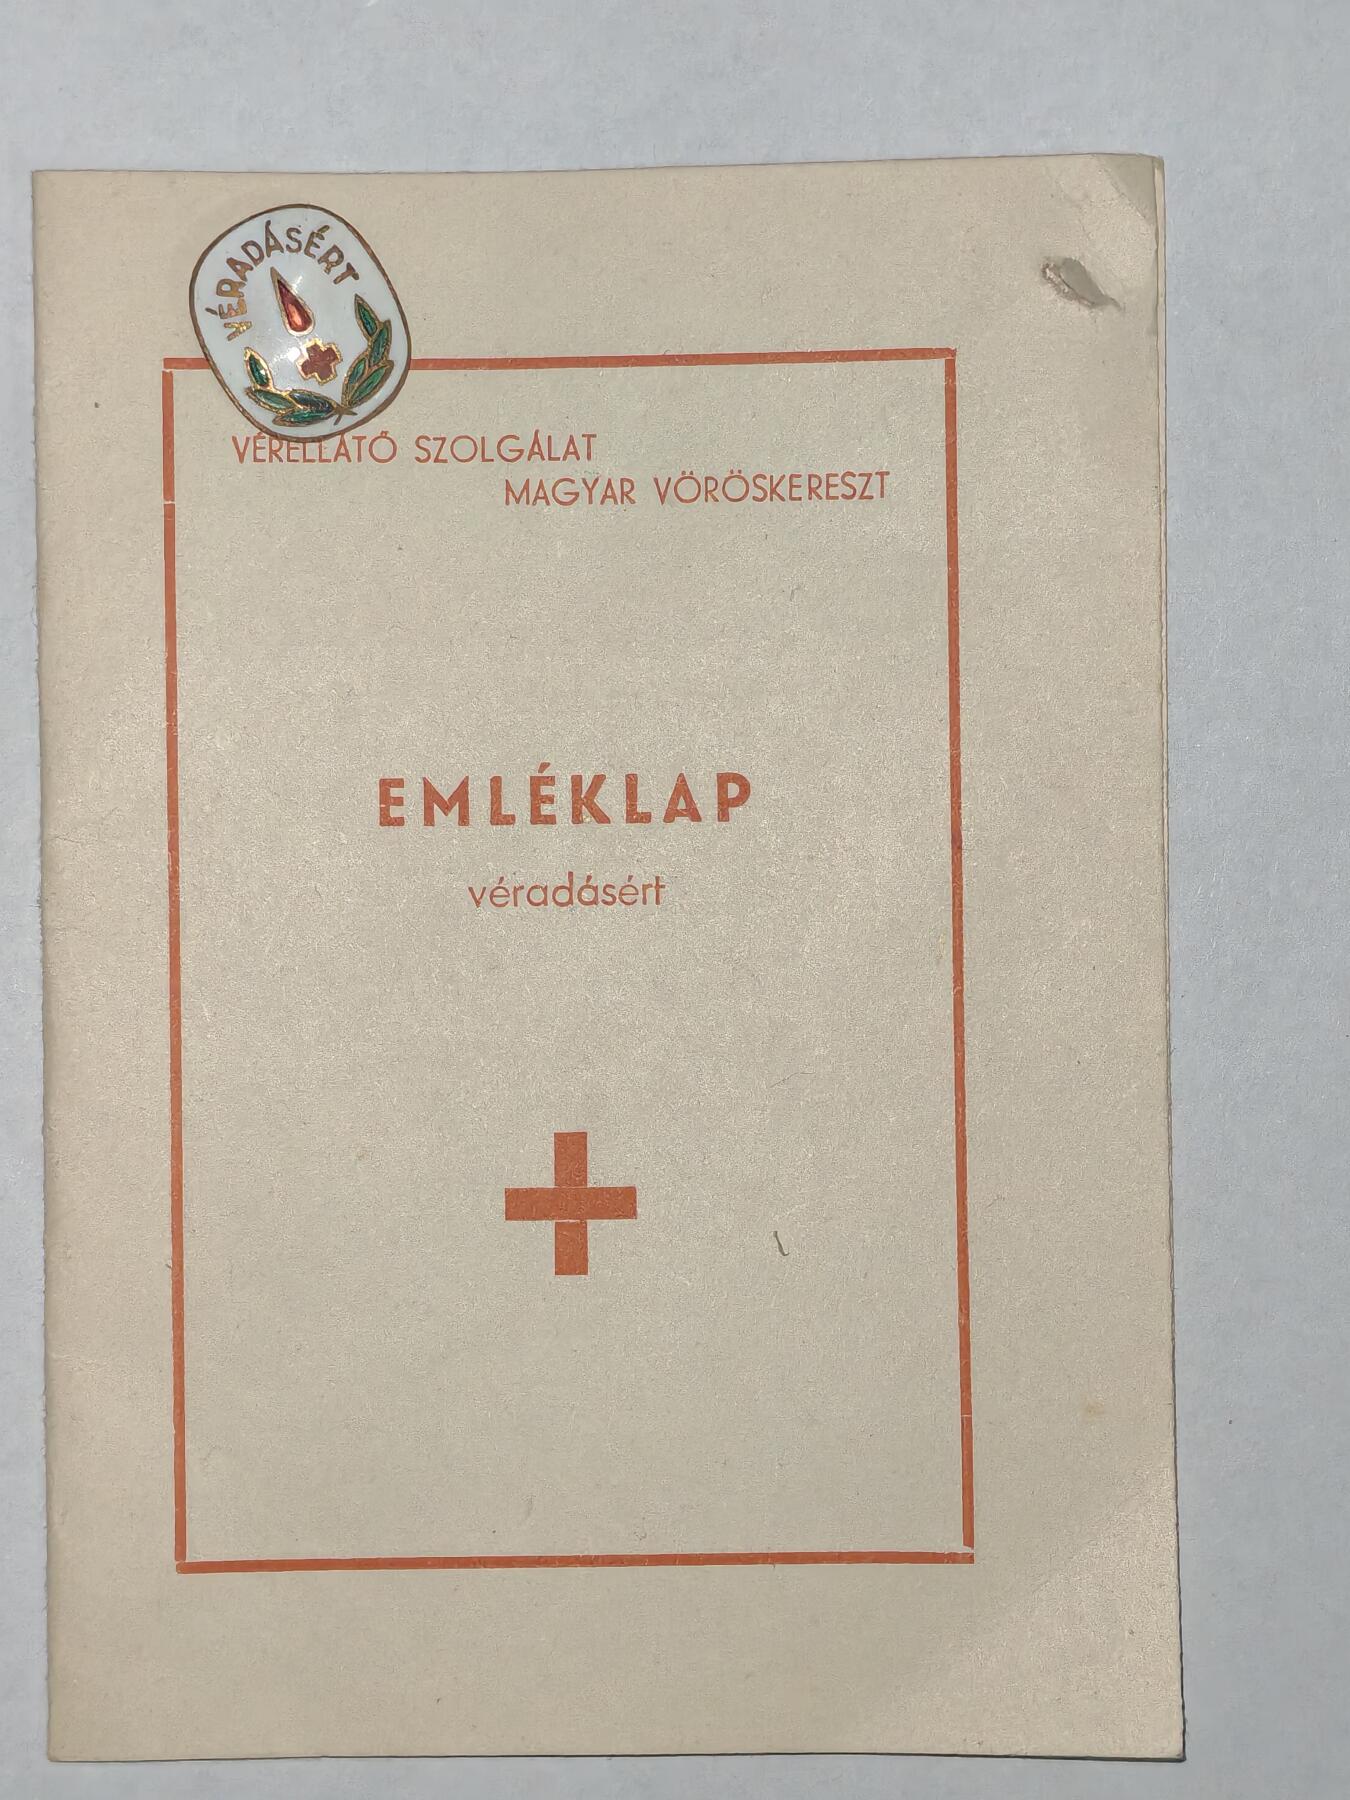 VÉRADÁSÉRT
VÉRELLÁTÓ SZOLGÁLAT
MAGYAR VÖRÖSKERESZT
EMLÉKLAP
véradásért